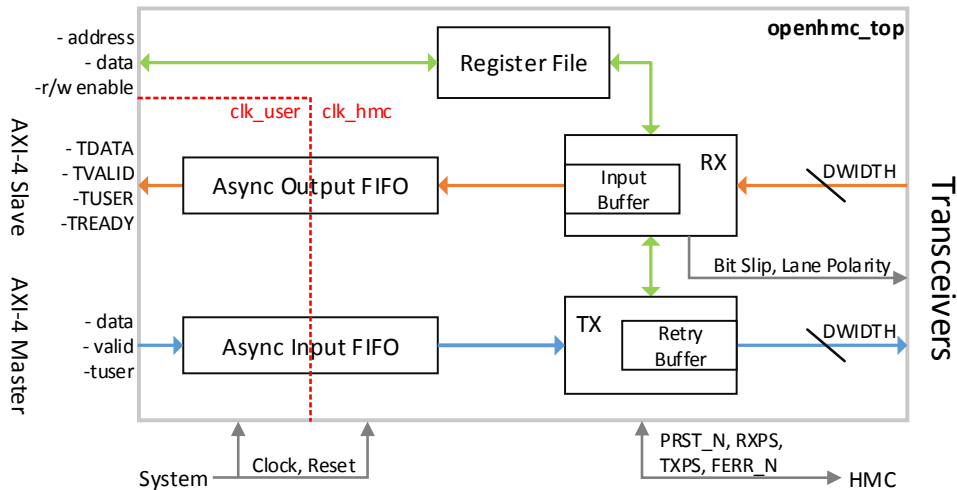 openhmc_top
- address
- data
-r/w enable
Register File
clk_user
clk_hmc
AXI-4 Slave
- TDATA
- TVALID
- TUSER
-TREADY
Async Output FIFO
Input
Buffer
RX
DWIDTH
Transceivers
Bit Slip, Lane Polarity
AXI-4 Master
- data
- valid
-tuser
Async Input FIFO
TX
Retry
Buffer
DWIDTH
System
Clock, Reset
PRST_N, RXPS,
TXPS, FERR_N
HMC